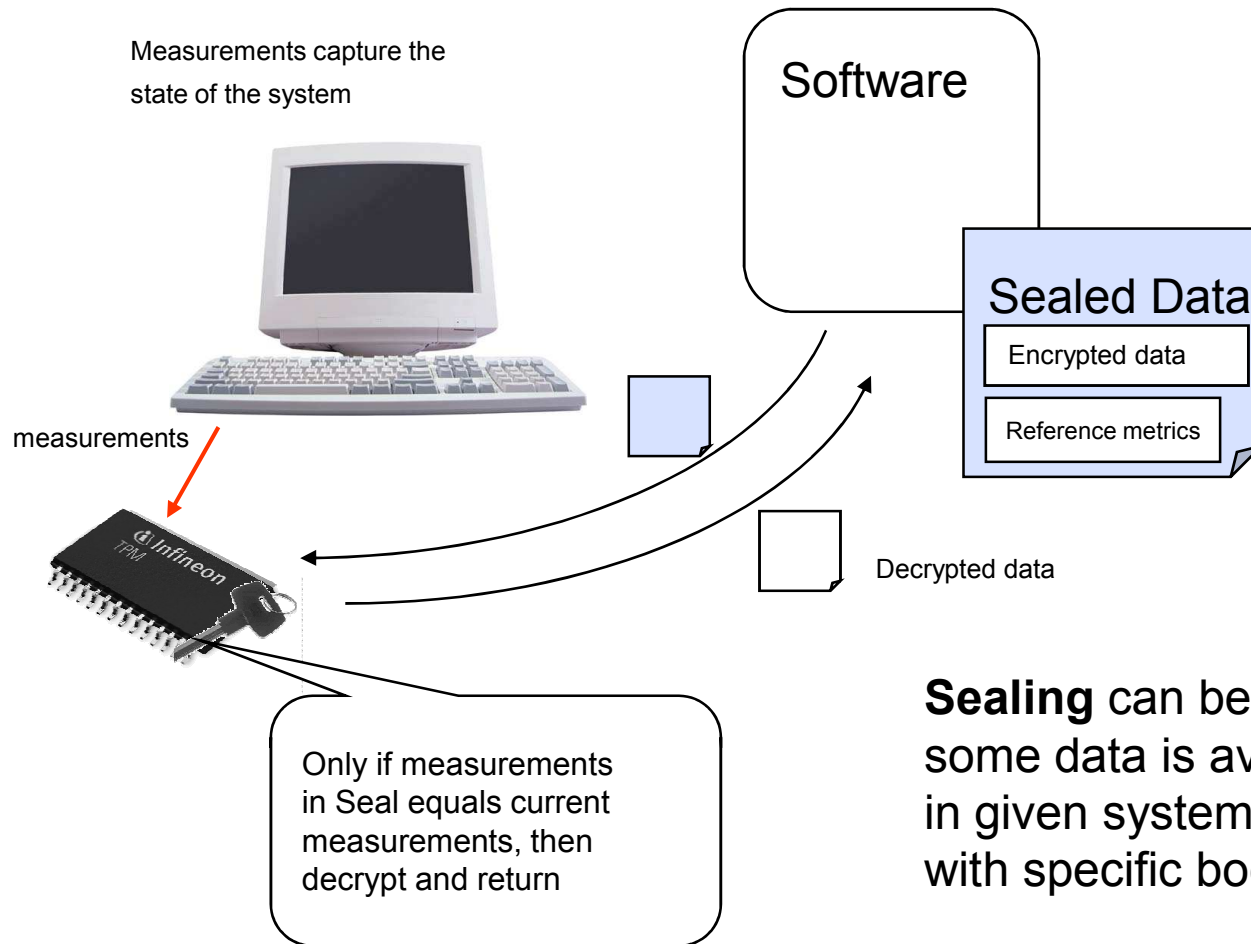 Measurements capture the
state of the system
Software
Sealed Data
Encrypted data
Reference metrics
measurements
Infineon
TPM
Decrypted data
Only if measurements
in Seal equals current
measurements, then
decrypt and return
Sealing can be
some data is av
in given system
with specific bo